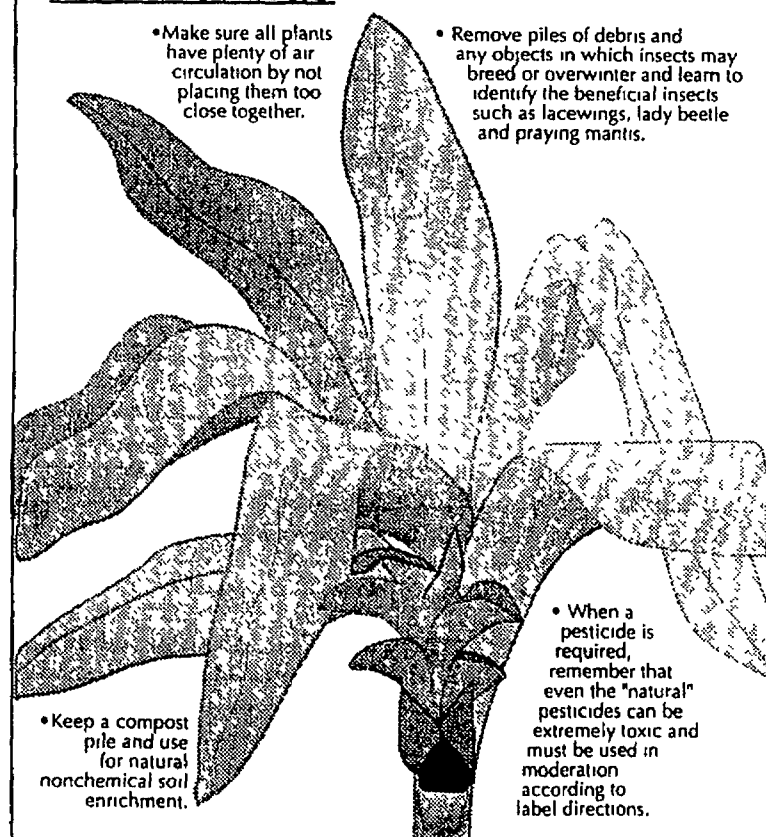 •Make sure all plants
have plenty of air
circulation by not
placing them too
close together.
• Remove piles of debris and
any objects in which insects may
breed or overwinter and learn to
identify the beneficial insects
such as lacewings, lady beetle
and praying mantis.
• When a
pesticide is
required,
remember that
even the "natural"
pesticides can be
extremely toxic and
must be used in
moderation
according to
label directions.
•Keep a compost
pile and use
for natural
nonchemical soil
enrichment.